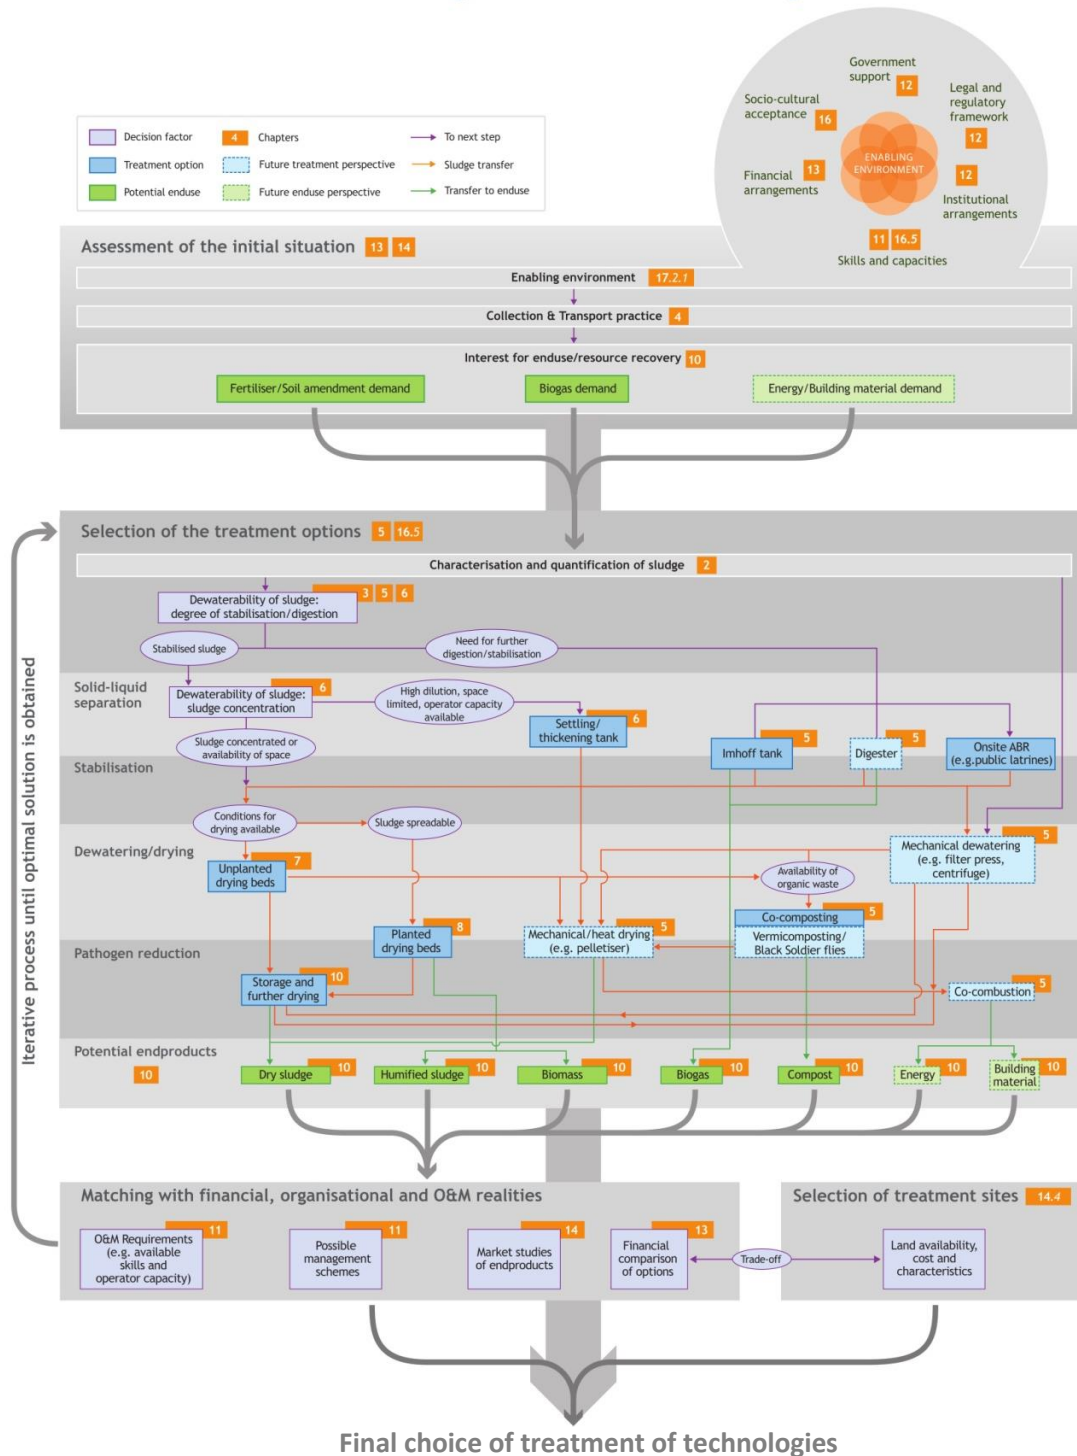 Government
support
12
Socio-cultural
acceptance
16
Legal and
regulatory
framework
12
ENABLING
ENVIRONMENT
Financial
arrangements
13
12
Institutional
arrangements
11 16.5
Skills and capacities
Decision factor
4 Chapters
To next step
Treatment option
Future treatment perspective
Sludge transfer
Potential enduse
Future enduse perspective
Transfer to enduse
Assessment of the initial situation 13 14
Enabling environment 17.2.1
Collection & Transport practice 4
Interest for enduse/resource recovery 10
Fertiliser/Soil amendment demand
Biogas demand
Energy/Building material demand
Iterative process until optimal solution is obtained
Selection of the treatment options 5 16.5
Characterisation and quantification of sludge 2
3 5 6
Dewaterability of sludge:
degree of stabilisation/digestion
Stabilised sludge
Need for further
digestion/stabilisation
Solid-liquid
separation
6
Dewaterability of sludge:
sludge concentration
High dilution, space
limited, operator capacity
available
6
Settling/
thickening tank
Sludge concentrated or
availability of space
5
Imhoff tank
5
Digester
5
Onsite ABR
(e.g.public latrines)
Stabilisation
Conditions for
drying available
Sludge spreadable
Dewatering/drying
7
Unplanted
drying beds
5
Mechanical dewatering
(e.g. filter press,
centrifuge)
Availability of
organic waste
8
Planted
drying beds
5
Mechanical/heat drying
(e.g. pelletiser)
5
Co-composting
Vermicomposting/
Black Soldier flies
Pathogen reduction
10
Storage and
further drying
5
Co-combustion
Potential endproducts
10
Dry sludge 10
Humified sludge 10
Biomass 10
Biogas 10
Compost 10
Energy 10
Building
material
10
Matching with financial, organisational and O&M realities
11
O&M Requirements
(e.g. available
skills and
operator capacity)
11
Possible
management
schemes
14
Market studies
of endproducts
13
Financial
comparison
of options
Trade-off
Selection of treatment sites 14.4
Land availability,
cost and
characteristics
Final choice of treatment of technologies